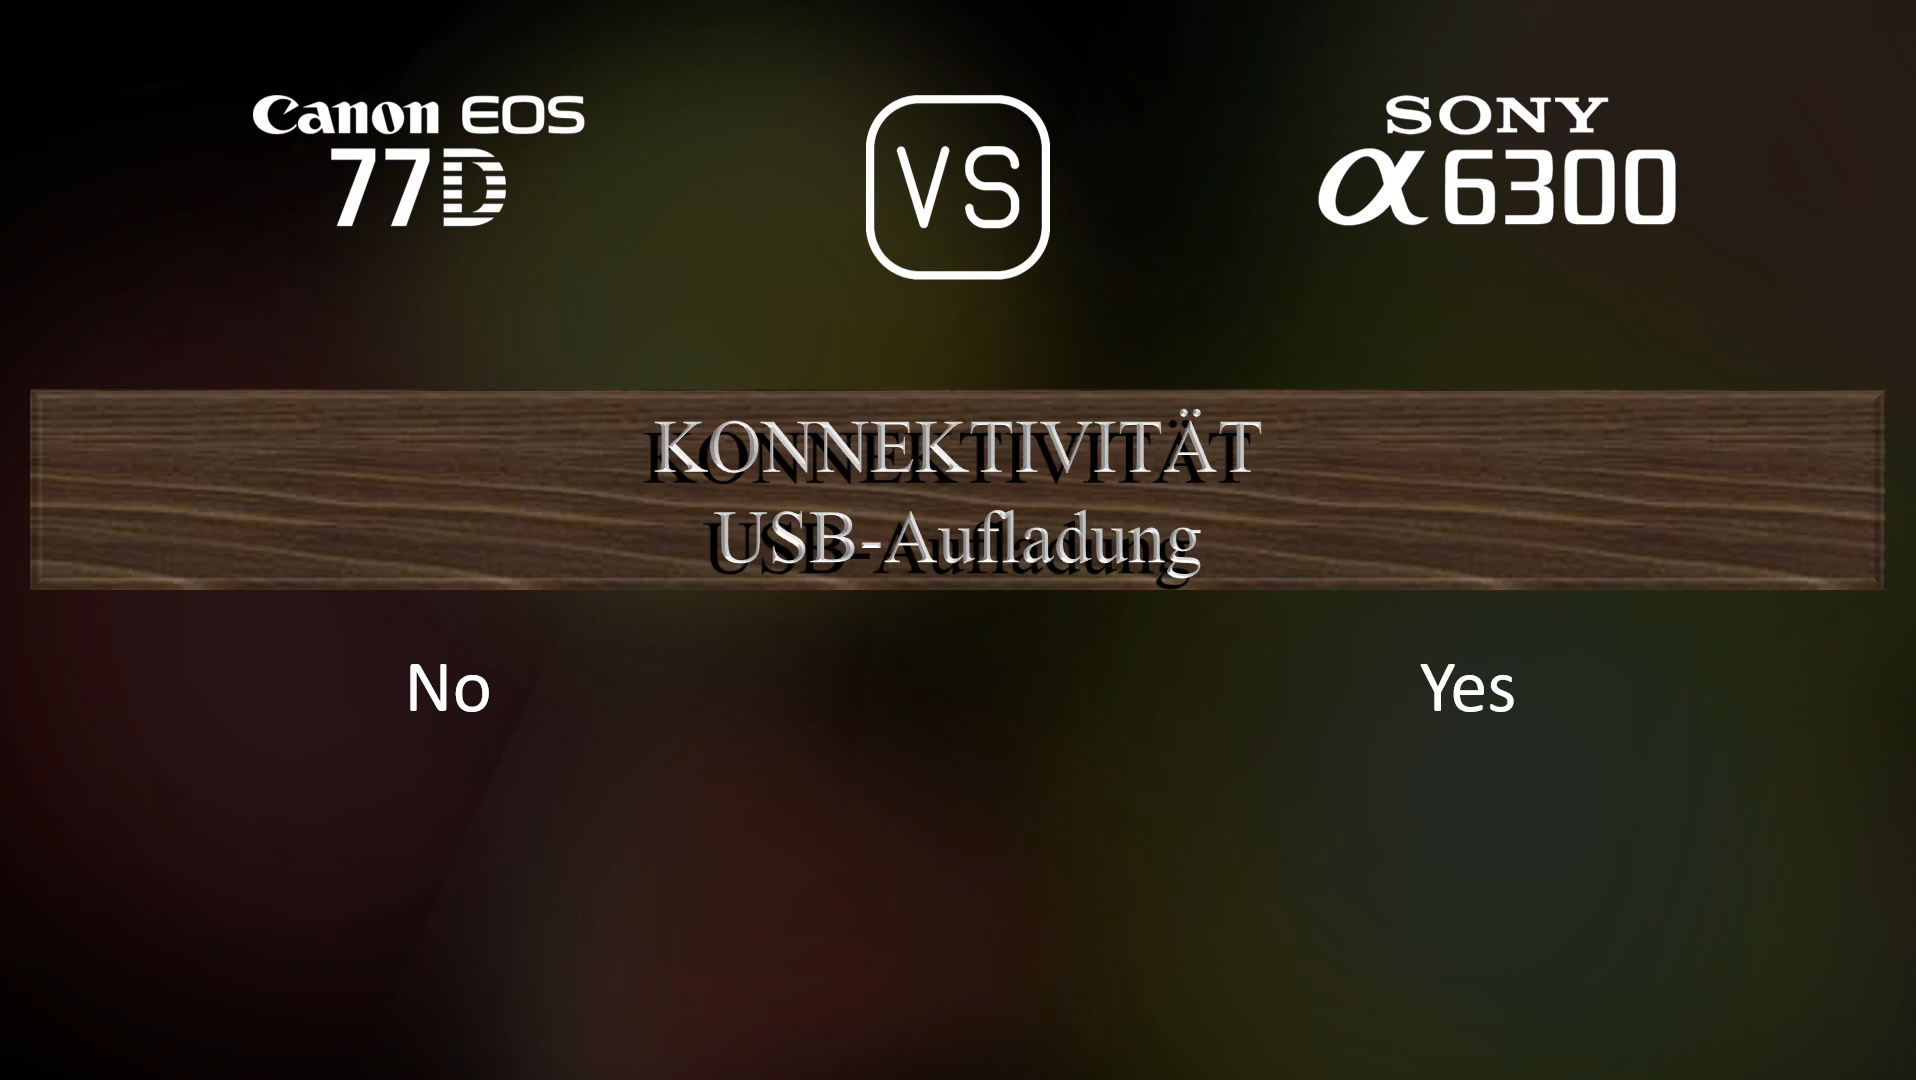 Canon EOS
77D
VS
SONY
α6300
KONNEKTIVITÄT
USB-Aufladung
No
Yes